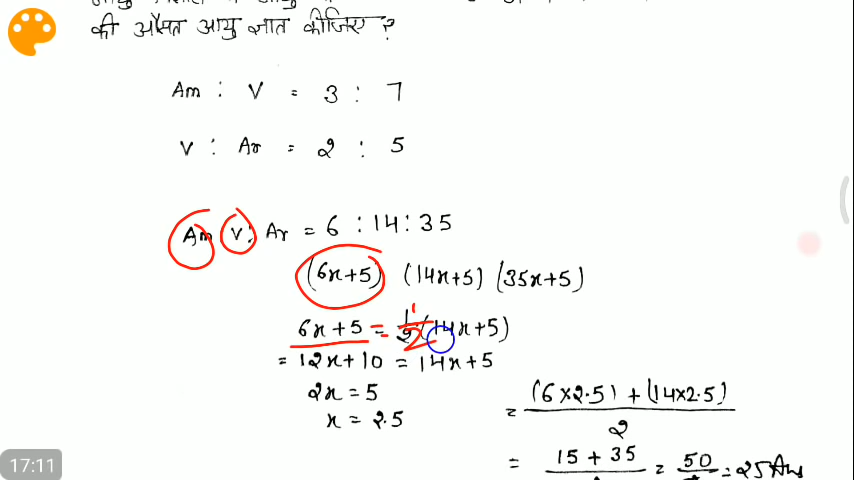 की औसत आयु ज्ञात कीजिए ?
Am : V = 3 : 7
V : Ar = 2 : 5
Am V : Ar = 6 : 14 : 35
(6x+5) (14x+5) (35x+5)
6x+5 = 1/2 (14x+5)
= 12x+10 = 14x+5
2x = 5
x = 2.5
= (6×2.5) + (14×2.5) / 2
= 15 + 35 = 50 = 25 Ans
17:11